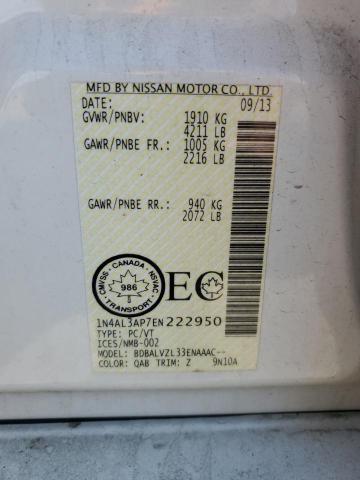 MFD BY NISSAN MOTOR CO., LTD.
DATE: 09/13
GVWR/PNBV: 1910 KG
4211 LB
GAWR/PNBE FR: 1005 KG
2216 LB
GAWR/PNBE RR: 940 KG
2072 LB
CMVSS - CANADA - NSVAC
986
EC
1N4AL3AP7EN222950
TYPE: PC/VT
ICES/NMB-002
MODEL: BDBALVZL33ENAAAC--
COLOR: QAB TRIM: Z 9N10A